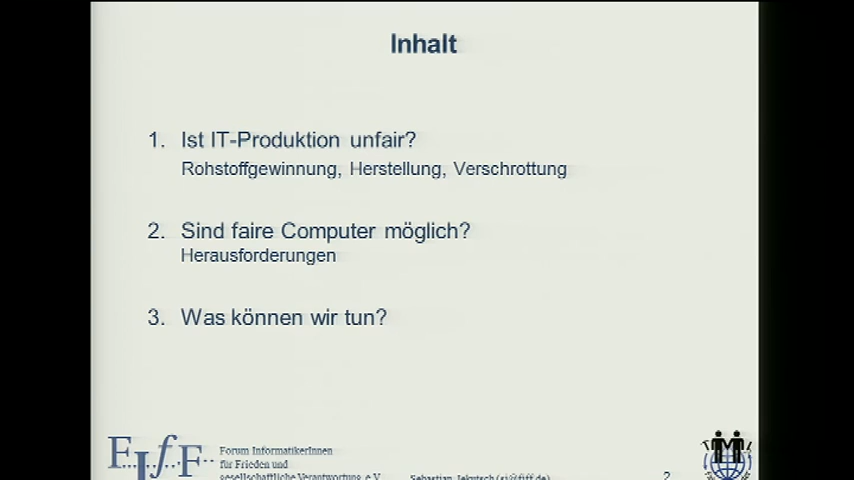 Inhalt
1. Ist IT-Produktion unfair?
Rohstoffgewinnung, Herstellung, Verschrottung
2. Sind faire Computer möglich?
Herausforderungen
3. Was können wir tun?
FIfF
Forum InformatikerInnen
für Frieden und
gesellschaftliche Verantwortung e.V.
Sebastian Jekutsch (sj@fiff.de)
2